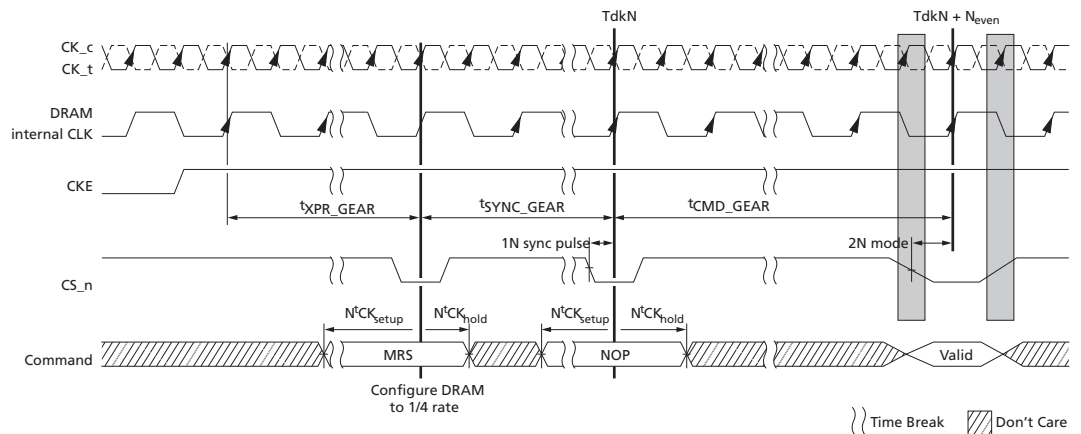 TdkN
TdkN + Neven
CK_c
CK_t
DRAM
internal CLK
CKE
tXPR_GEAR
tSYNC_GEAR
tCMD_GEAR
1N sync pulse
2N mode
CS_n
NtCKsetup
NtCKhold
NtCKsetup
NtCKhold
Command
MRS
NOP
Valid
Configure DRAM
to 1/4 rate
Time Break
Don't Care